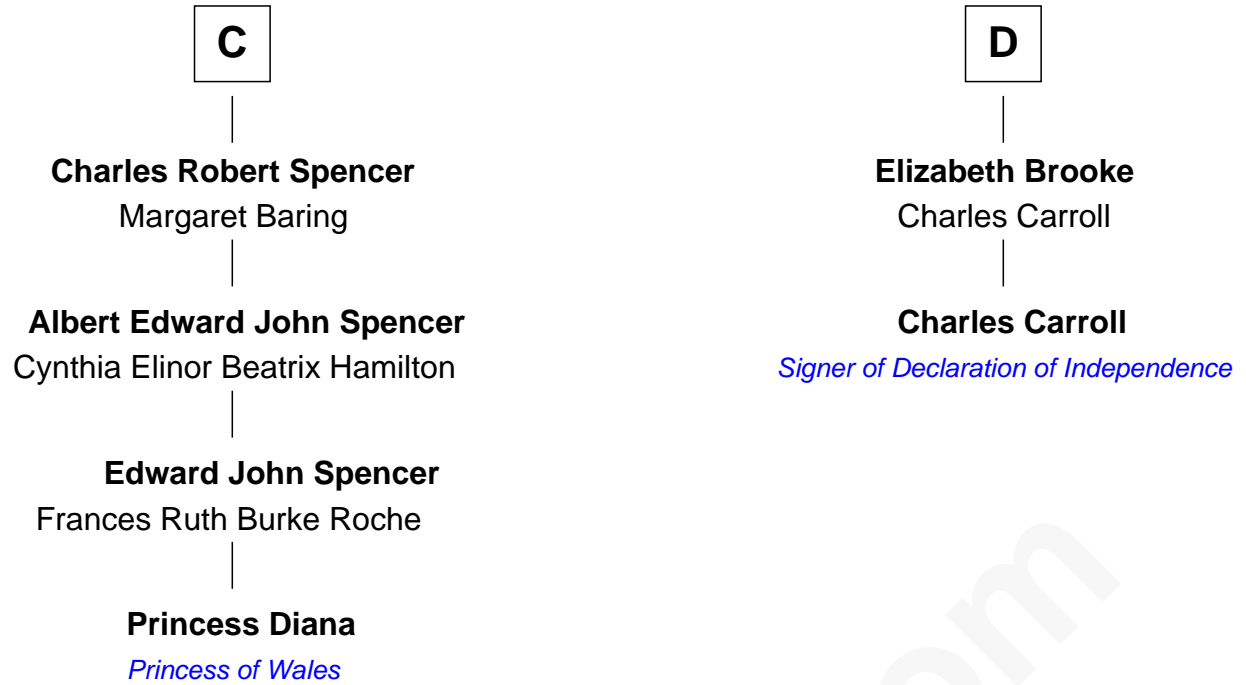 C
Charles Robert Spencer
Margaret Baring
Albert Edward John Spencer
Cynthia Elinor Beatrix Hamilton
Edward John Spencer
Frances Ruth Burke Roche
Princess Diana
Princess of Wales
D
Elizabeth Brooke
Charles Carroll
Charles Carroll
Signer of Declaration of Independence
om